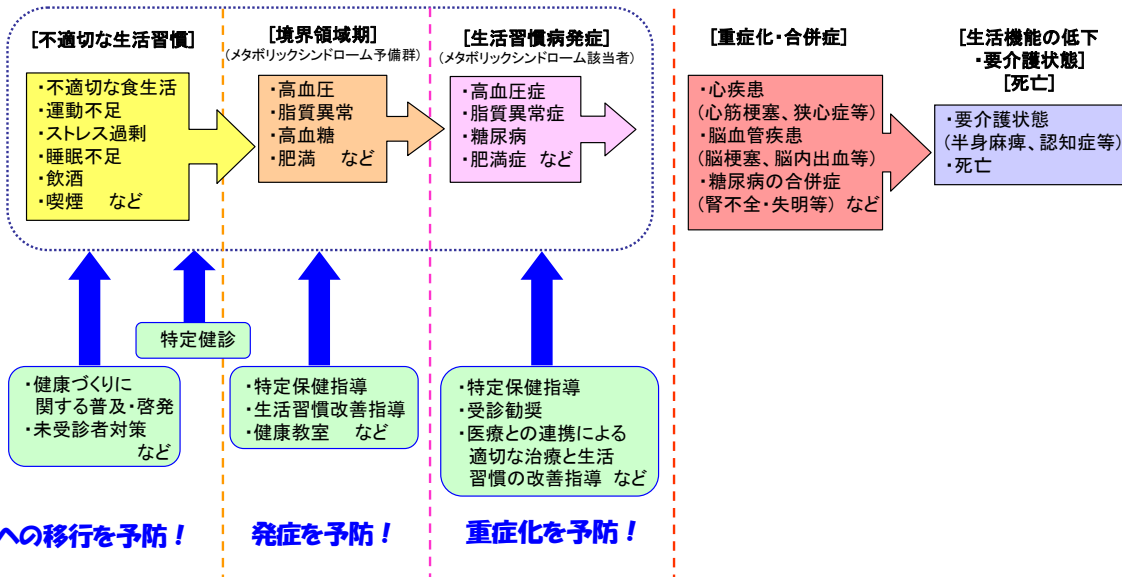 [不適切な生活習慣]
・不適切な食生活
・運動不足
・ストレス過剰
・睡眠不足
・飲酒
・喫煙　など
[境界領域期]
(メタボリックシンドローム予備群)
・高血圧
・脂質異常
・高血糖
・肥満　など
[生活習慣病発症]
(メタボリックシンドローム該当者)
・高血圧症
・脂質異常症
・糖尿病
・肥満症　など
[重症化・合併症]
・心疾患
(心筋梗塞、狭心症等)
・脳血管疾患
(脳梗塞、脳内出血等)
・糖尿病の合併症
(腎不全・失明等)　など
[生活機能の低下
・要介護状態]
[死亡]
・要介護状態
(半身麻痺、認知症等)
・死亡
特定健診
・健康づくりに
関する普及・啓発
・未受診者対策
など
・特定保健指導
・生活習慣改善指導
・健康教室　など
・特定保健指導
・受診勧奨
・医療との連携による
適切な治療と生活
習慣の改善指導　など
への移行を予防！
発症を予防！
重症化を予防！